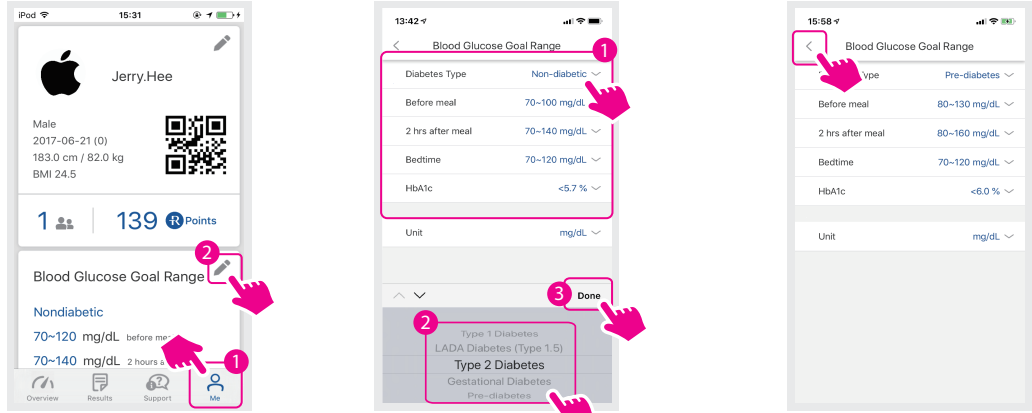 iPod 15:31
Jerry.Hee
Male
2017-06-21 (0)
183.0 cm / 82.0 kg
BMI 24.5
1 139 R Points
2
Blood Glucose Goal Range
Nondiabetic
70~120 mg/dL before me
70~140 mg/dL 2 hours a
1
Overview Results Support Me
13:42
Blood Glucose Goal Range
1
Diabetes Type Non-diabetic
Before meal 70~100 mg/dL
2 hrs after meal 70~140 mg/dL
Bedtime 70~120 mg/dL
HbA1c <5.7 %
Unit mg/dL
3 Done
2
Type 1 Diabetes
LADA Diabetes (Type 1.5)
Type 2 Diabetes
Gestational Diabetes
Pre-diabetes
15:58
Blood Glucose Goal Range
Type Pre-diabetes
Before meal 80~130 mg/dL
2 hrs after meal 80~160 mg/dL
Bedtime 70~120 mg/dL
HbA1c <6.0 %
Unit mg/dL